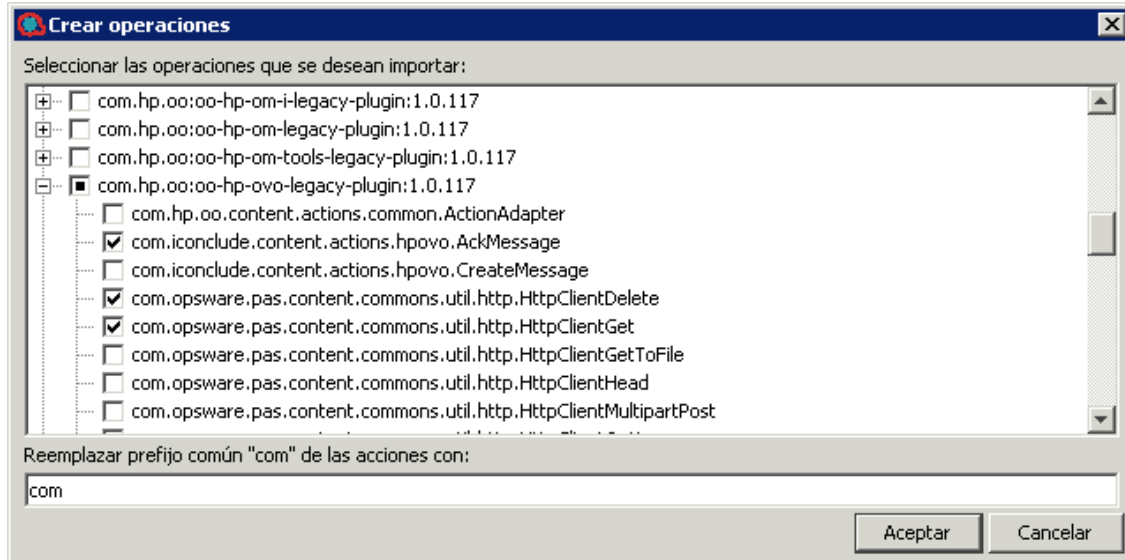 Crear operaciones
Seleccionar las operaciones que se desean importar:
com.hp.oo:oo-hp-om-i-legacy-plugin:1.0.117
com.hp.oo:oo-hp-om-legacy-plugin:1.0.117
com.hp.oo:oo-hp-om-tools-legacy-plugin:1.0.117
com.hp.oo:oo-hp-ovo-legacy-plugin:1.0.117
com.hp.oo.content.actions.common.ActionAdapter
com.iconclude.content.actions.hpovo.AckMessage
com.iconclude.content.actions.hpovo.CreateMessage
com.opsware.pas.content.commons.util.http.HttpClientDelete
com.opsware.pas.content.commons.util.http.HttpClientGet
com.opsware.pas.content.commons.util.http.HttpClientGetToFile
com.opsware.pas.content.commons.util.http.HttpClientHead
com.opsware.pas.content.commons.util.http.HttpClientMultipartPost
Reemplazar prefijo común "com" de las acciones con:
com
Aceptar Cancelar